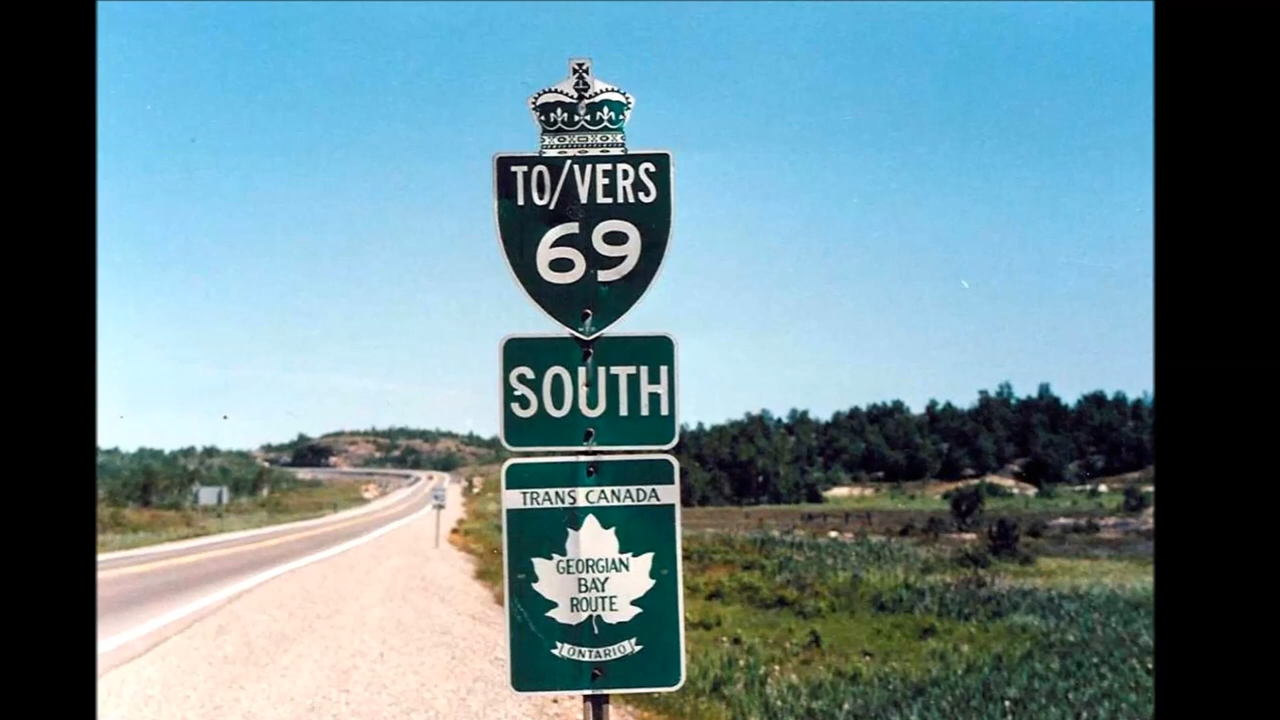 TO/VERS
69
SOUTH
TRANS CANADA
GEORGIAN
BAY
ROUTE
ONTARIO